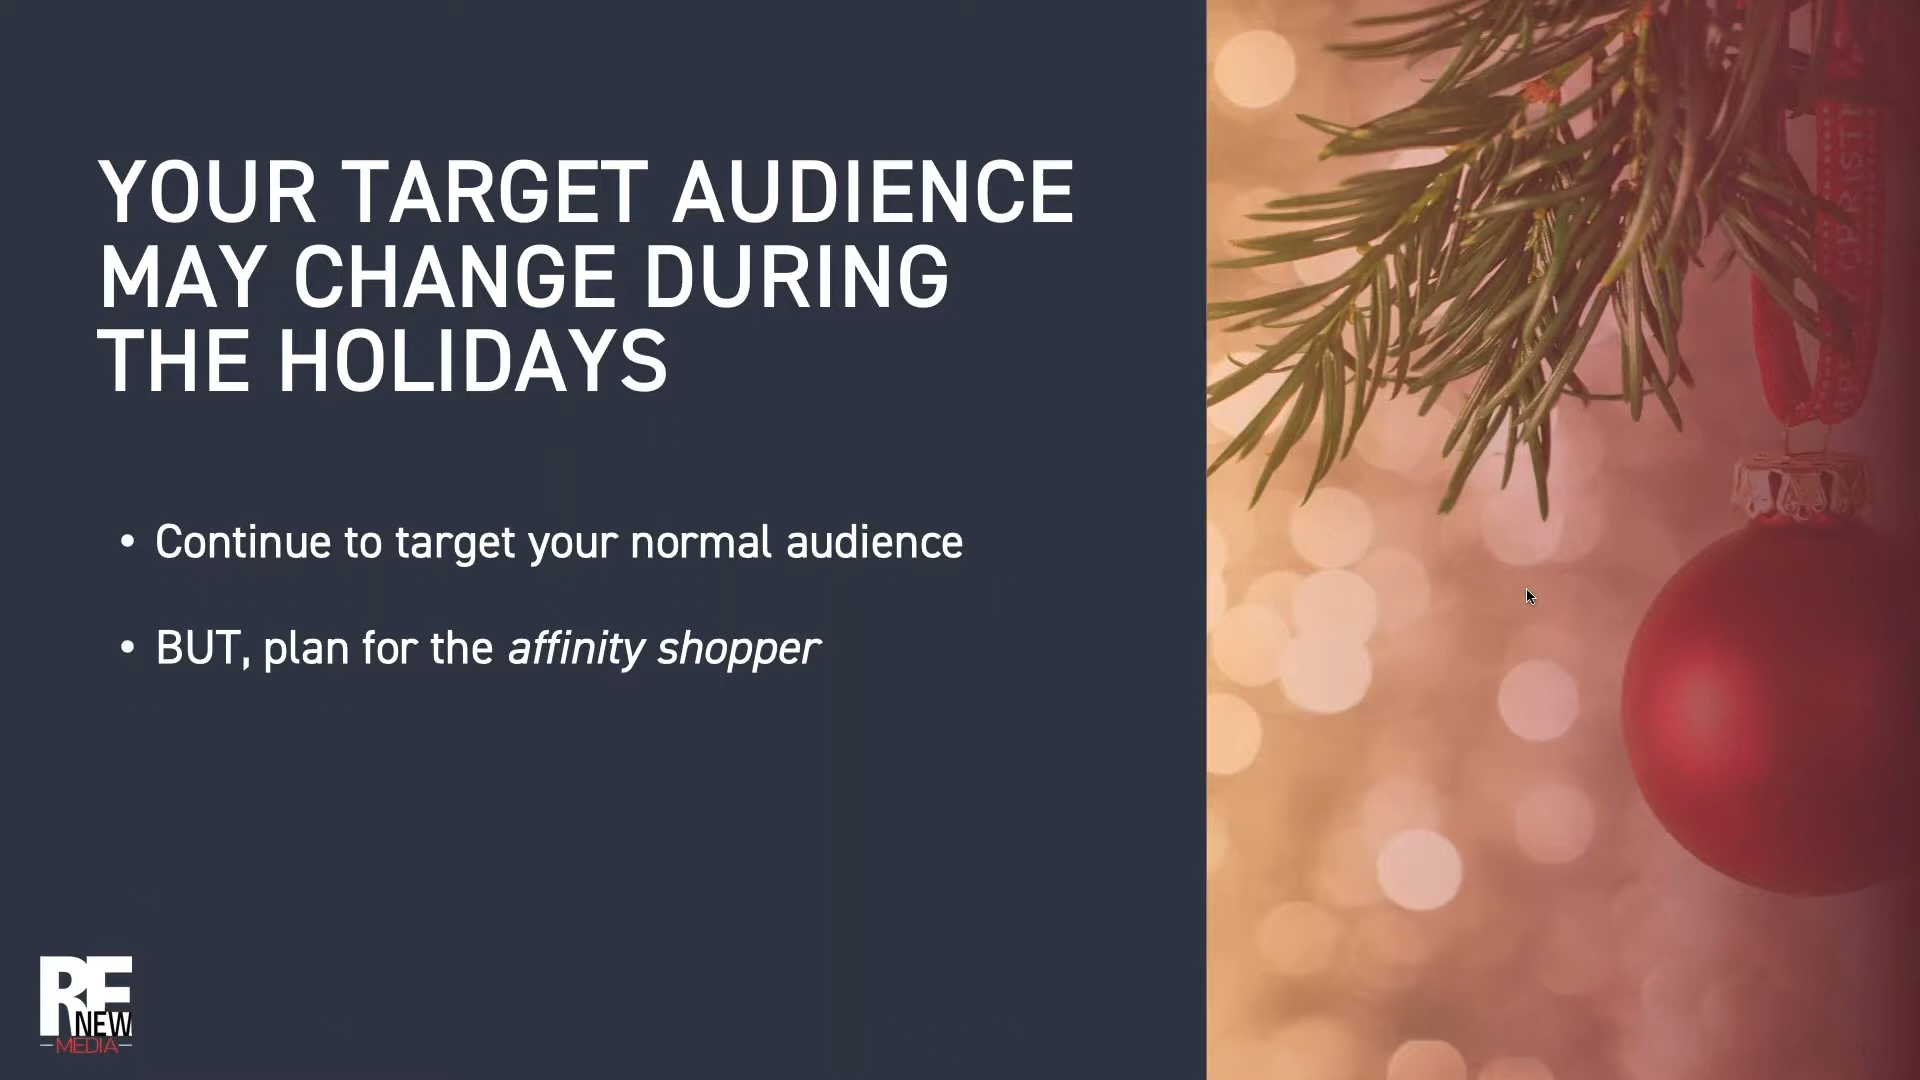 YOUR TARGET AUDIENCE
MAY CHANGE DURING
THE HOLIDAYS
• Continue to target your normal audience
• BUT, plan for the affinity shopper
RE
NEW
MEDIA